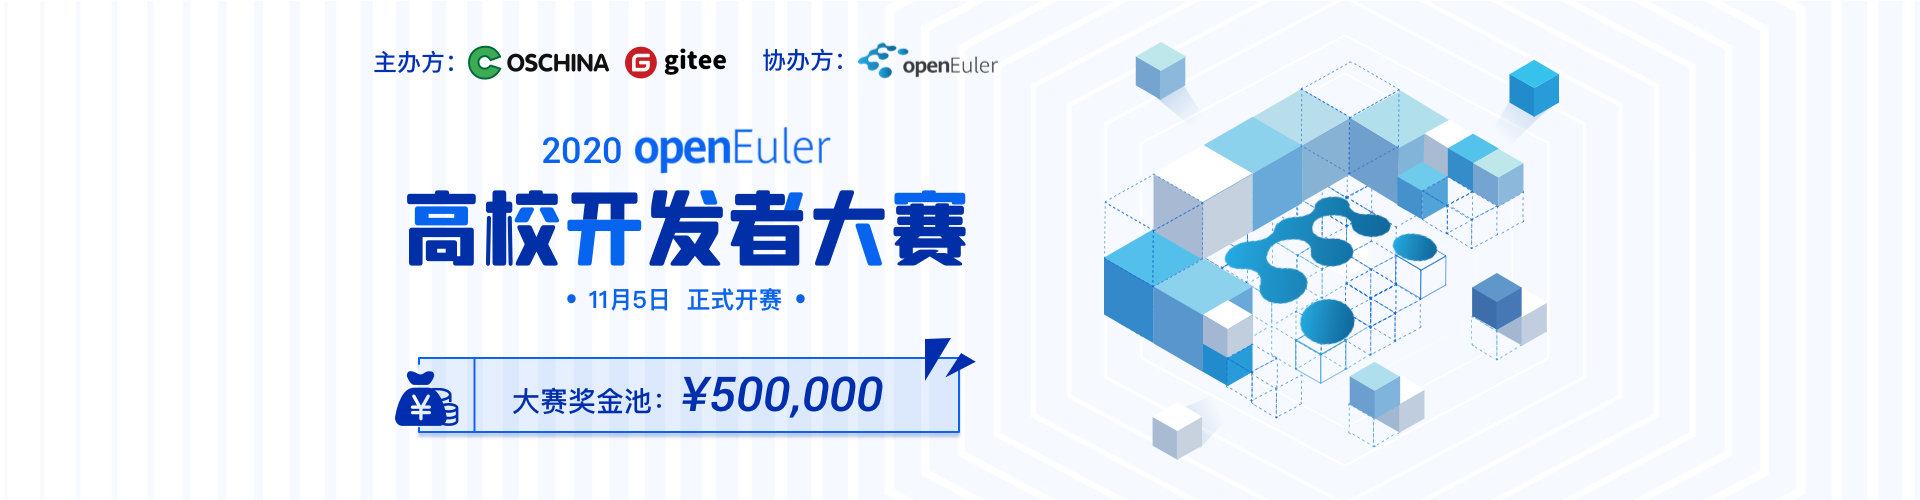 主办方： OSCHINA gitee 协办方： openEuler
2020 openEuler
高校开发者大赛
• 11月5日 正式开赛 •
大赛奖金池：¥500,000